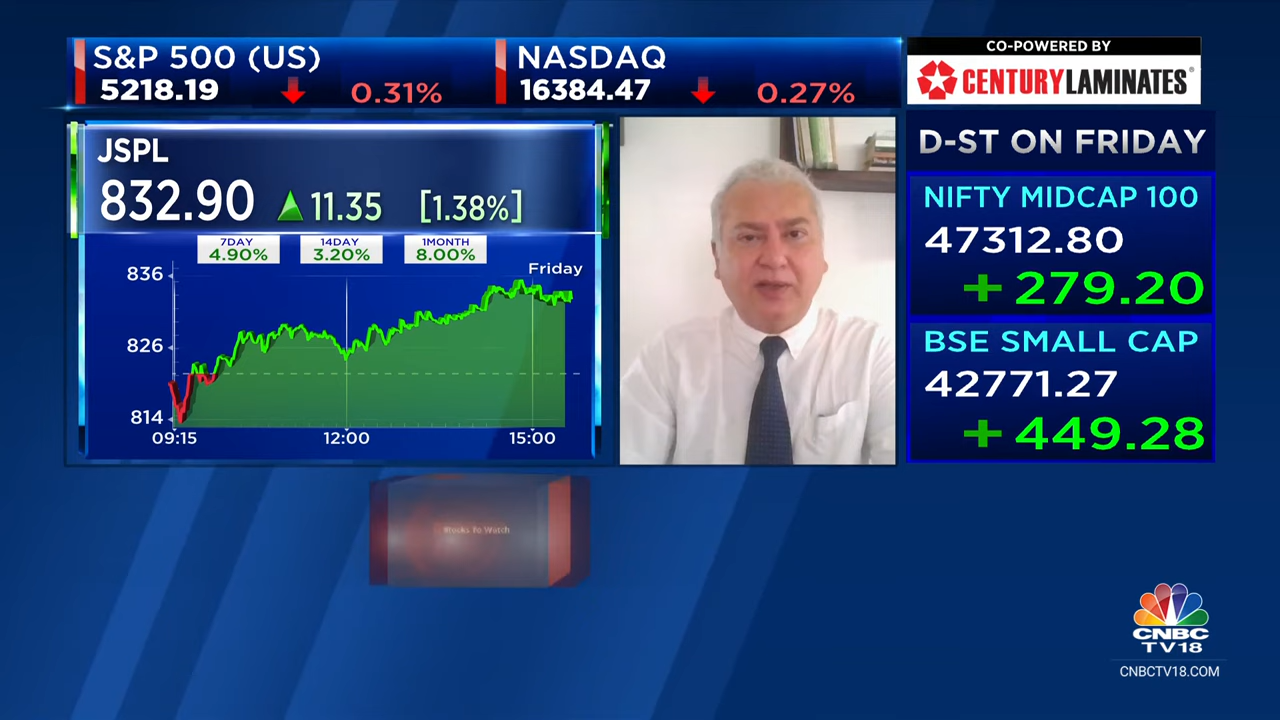 S&P 500 (US)
5218.19 0.31%
NASDAQ
16384.47 0.27%
CO-POWERED BY
CENTURYLAMINATES®
JSPL
832.90 11.35 [1.38%]
7DAY
4.90%
14DAY
3.20%
1MONTH
8.00%
Friday
836
826
814
09:15 12:00 15:00
D-ST ON FRIDAY
NIFTY MIDCAP 100
47312.80
+ 279.20
BSE SMALL CAP
42771.27
+ 449.28
To Watch
CNBC
TV18
CNBCTV18.COM